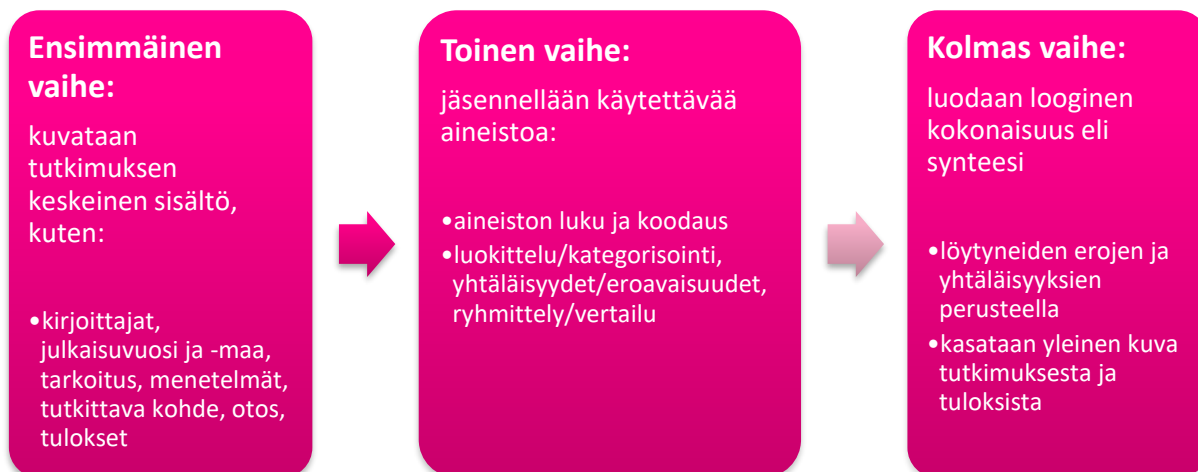 Ensimmäinen
vaihe:
kuvataan
tutkimuksen
keskeinen sisältö,
kuten:
•kirjoittajat,
julkaisuvuosi ja -maa,
tarkoitus, menetelmät,
tutkittava kohde, otos,
tulokset
Toinen vaihe:
jäsennellään käytettävää
aineistoa:
•aineiston luku ja koodaus
•luokittelu/kategorisointi,
yhtäläisyydet/eroavaisuudet,
ryhmittely/vertailu
Kolmas vaihe:
luodaan looginen
kokonaisuus eli
synteesi
•löytyneiden erojen ja
yhtäläisyyksien
perusteella
•kasataan yleinen kuva
tutkimuksesta ja
tuloksista